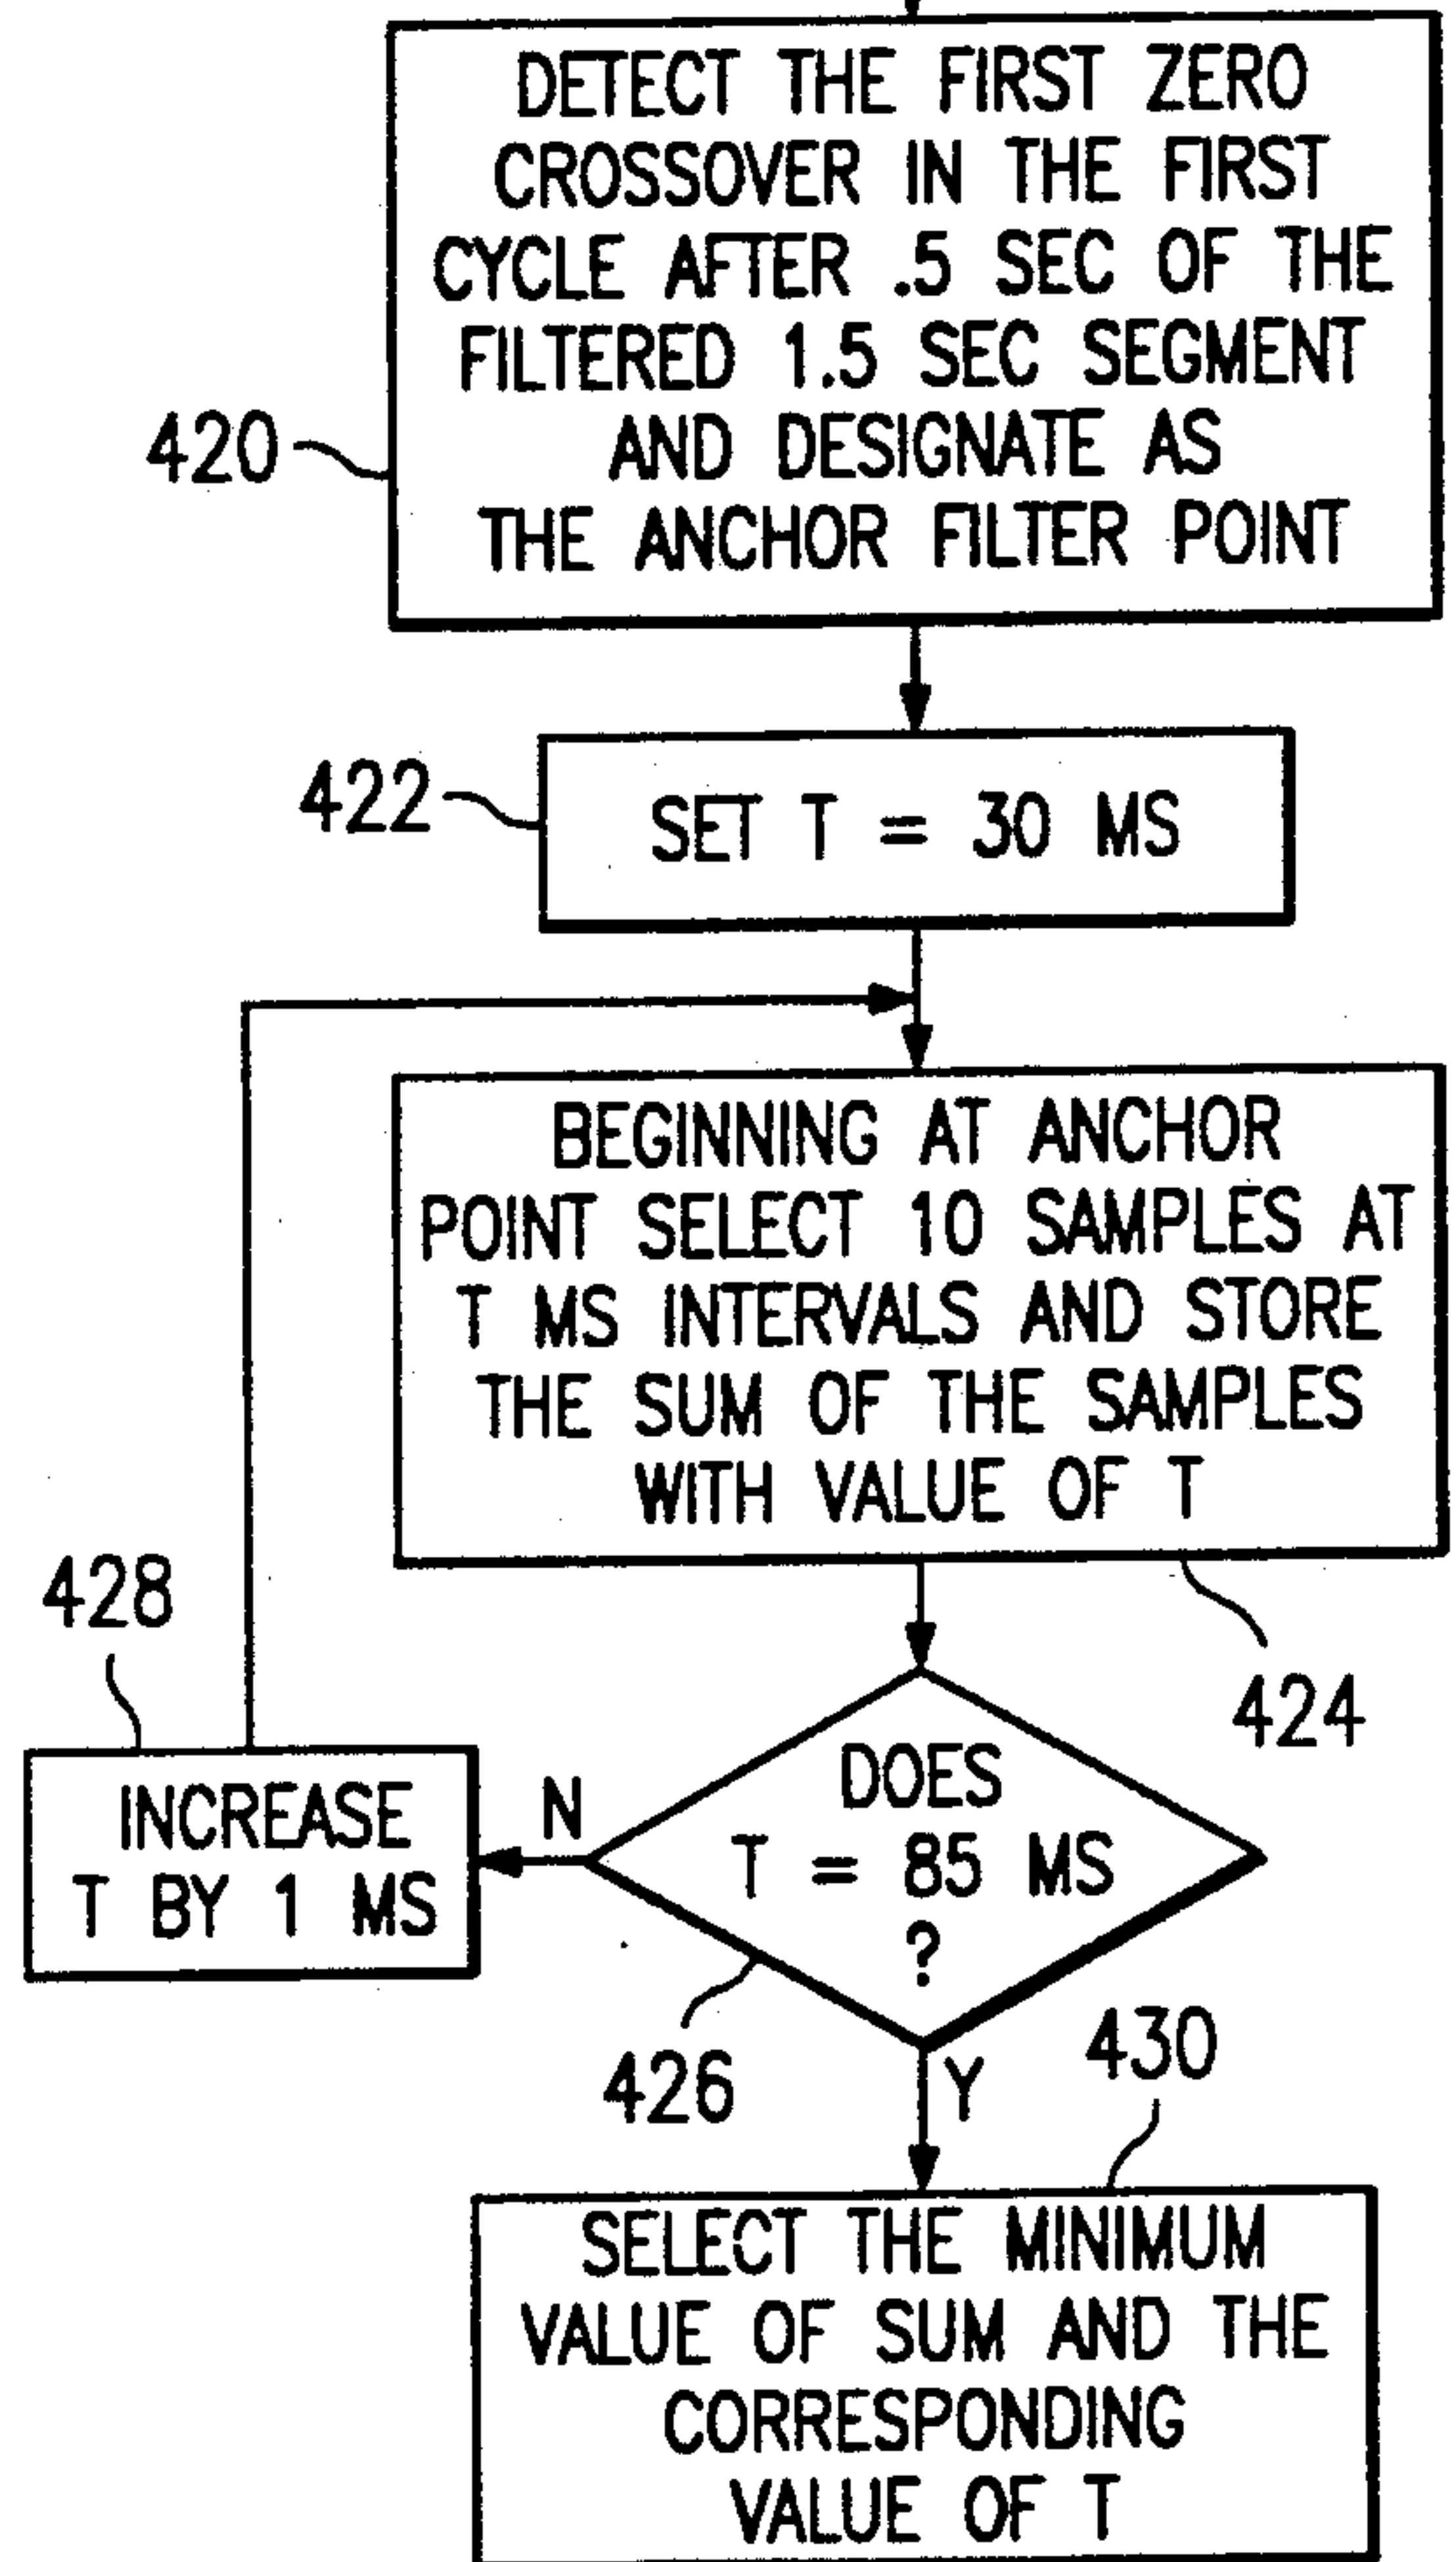 DETECT THE FIRST ZERO
CROSSOVER IN THE FIRST
CYCLE AFTER .5 SEC OF THE
FILTERED 1.5 SEC SEGMENT
AND DESIGNATE AS
THE ANCHOR FILTER POINT
420
422
SET T = 30 MS
BEGINNING AT ANCHOR
POINT SELECT 10 SAMPLES AT
T MS INTERVALS AND STORE
THE SUM OF THE SAMPLES
WITH VALUE OF T
424
428
INCREASE
T BY 1 MS
N
DOES
T = 85 MS
?
426
Y
430
SELECT THE MINIMUM
VALUE OF SUM AND THE
CORRESPONDING
VALUE OF T